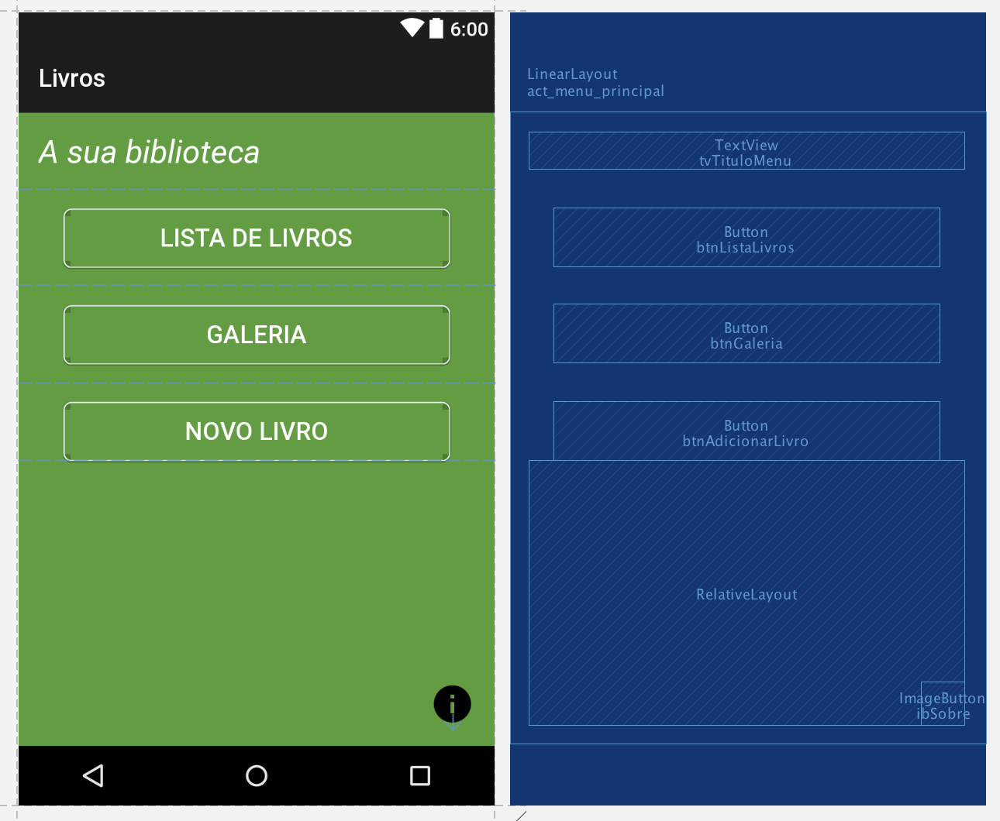 6:00
Livros
A sua biblioteca
LISTA DE LIVROS
GALERIA
NOVO LIVRO
LinearLayout
act_menu_principal
TextView
tvTituloMenu
Button
btnListaLivros
Button
btnGaleria
Button
btnAdicionarLivro
RelativeLayout
ImageButton
ibSobre